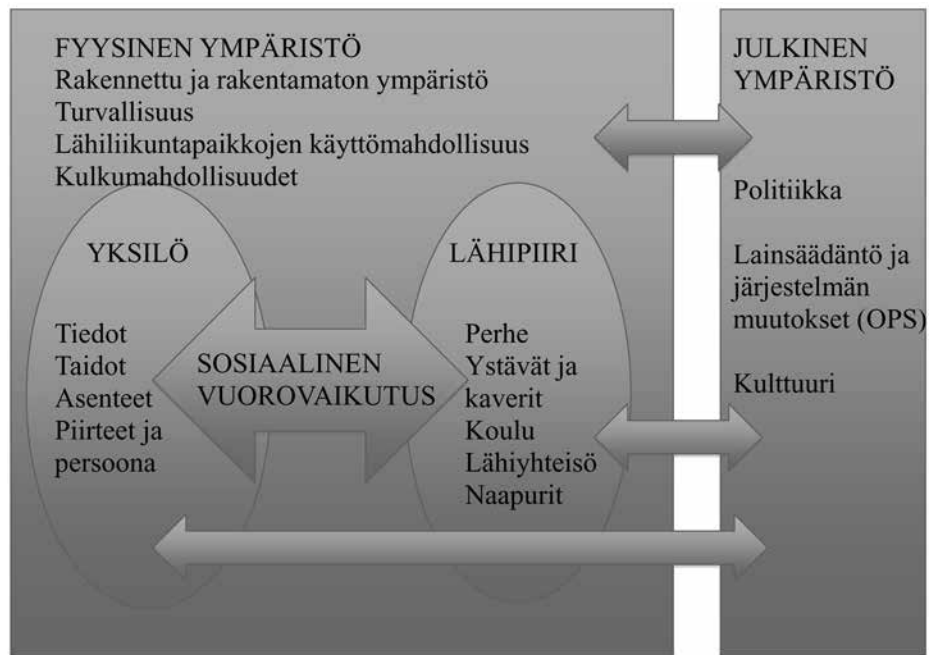 FYYSINEN YMPÄRISTÖ
Rakennettu ja rakentamaton ympäristö
Turvallisuus
Lähiliikuntapaikkojen käyttömahdollisuus
Kulkumahdollisuudet
YKSILÖ
Tiedot
Taidot
Asenteet
Piirteet ja
persoona
SOSIAALINEN
VUOROVAIKUTUS
LÄHIPIIRI
Perhe
Ystävät ja
kaverit
Koulu
Lähiyhteisö
Naapurit
JULKINEN
YMPÄRISTÖ
Politiikka
Lainsäädäntö ja
järjestelmän
muutokset (OPS)
Kulttuuri